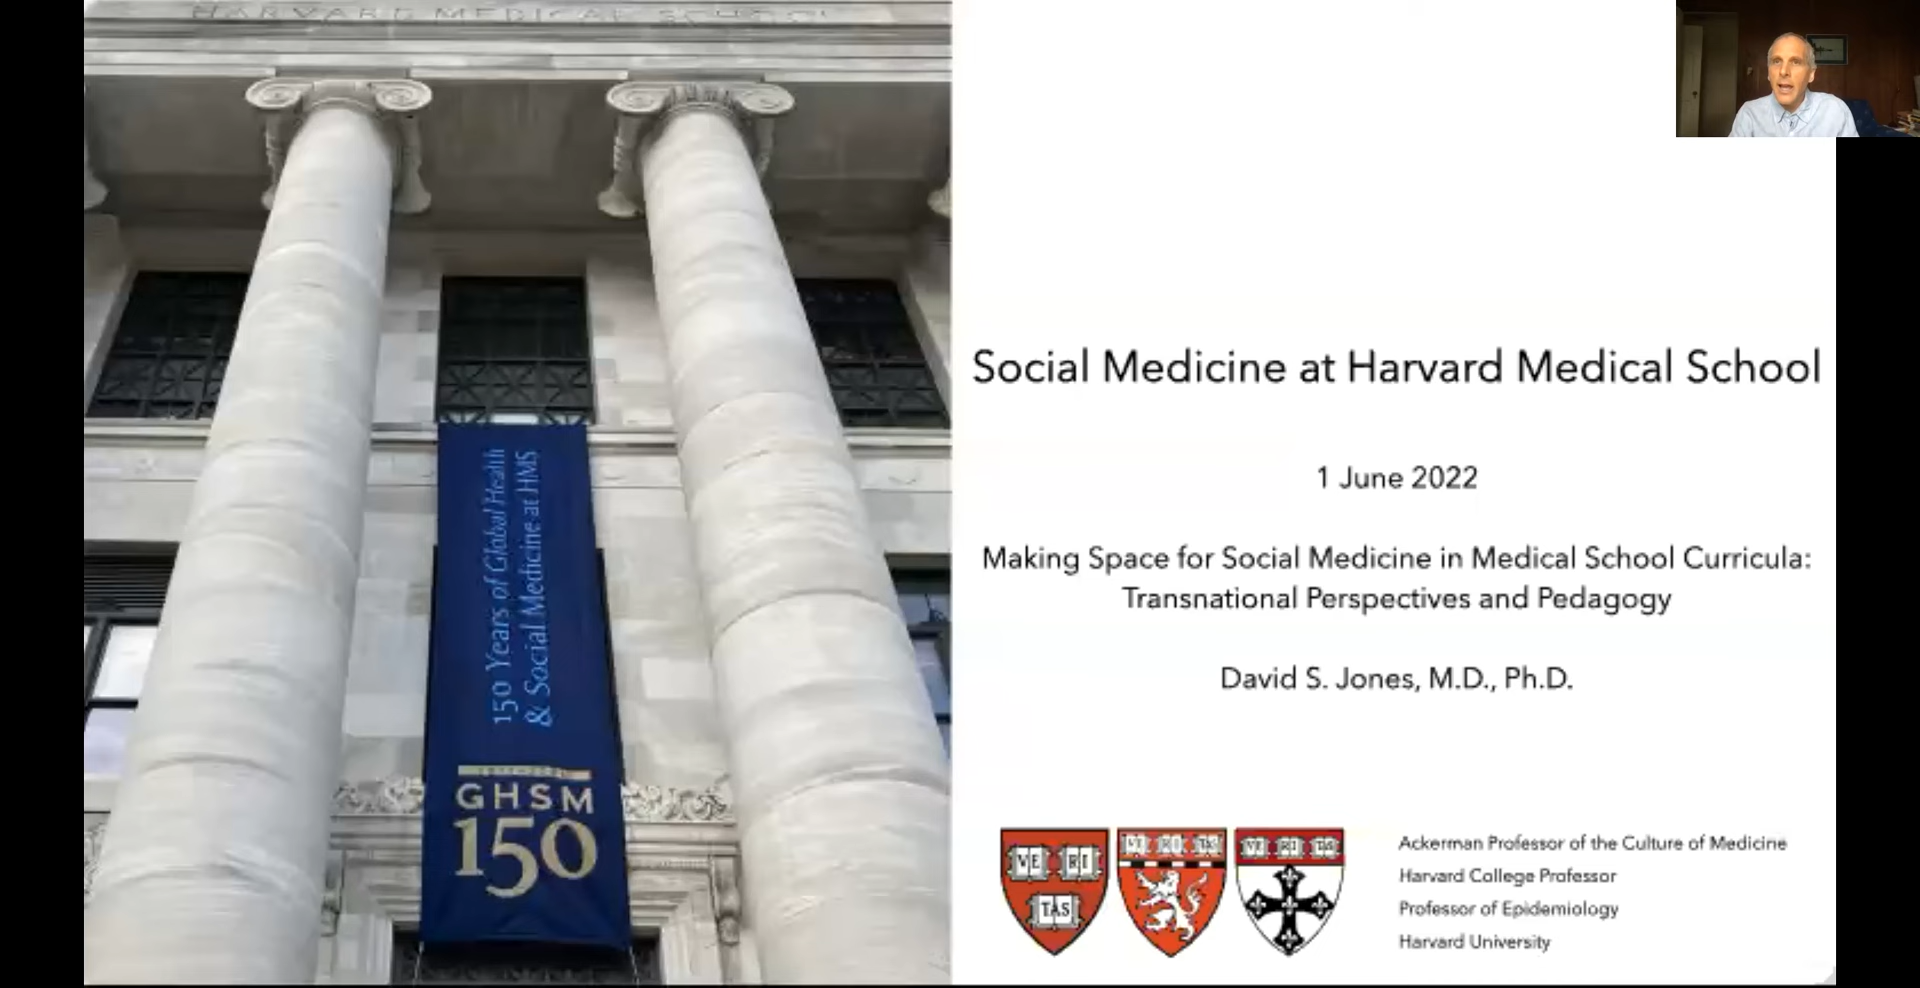 HARVARD MEDICAL SCHOOL
150 Years of Global Health
& Social Medicine at HMS
GHSM
150
Social Medicine at Harvard Medical School
1 June 2022
Making Space for Social Medicine in Medical School Curricula:
Transnational Perspectives and Pedagogy
David S. Jones, M.D., Ph.D.
VE RI
TAS
VE RI TAS
VE RI TAS
Ackerman Professor of the Culture of Medicine
Harvard College Professor
Professor of Epidemiology
Harvard University